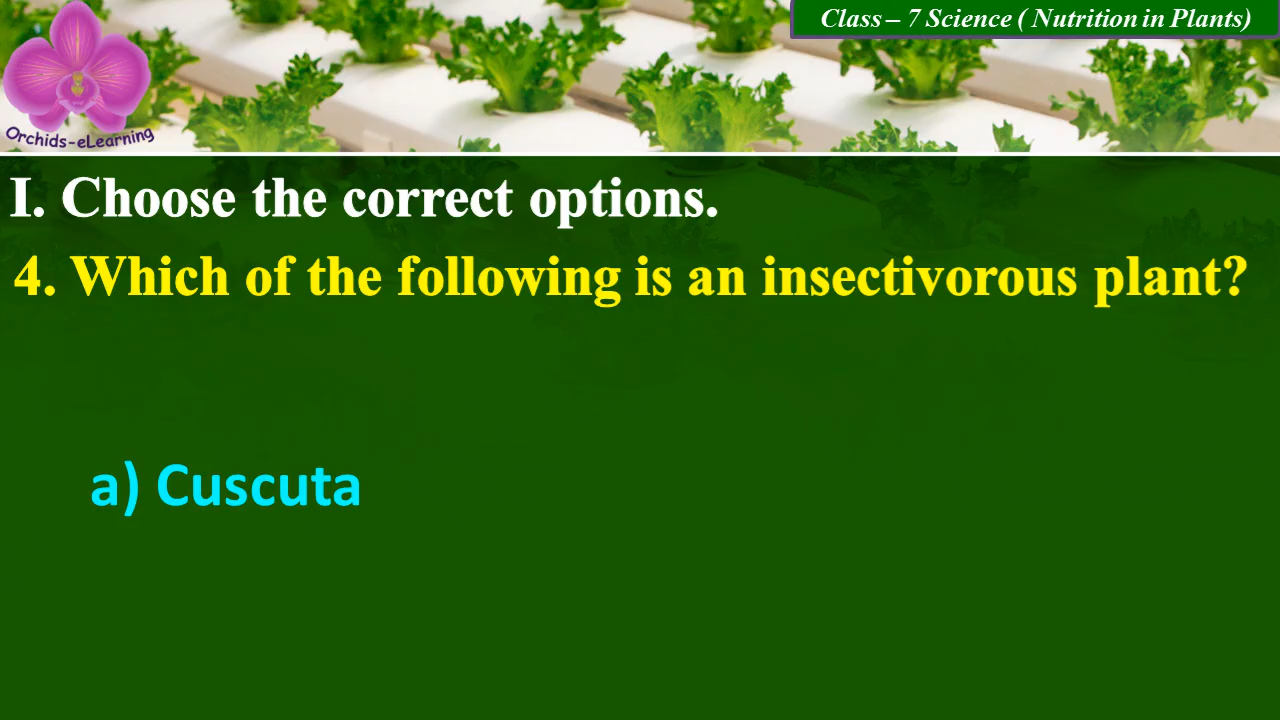 Class – 7 Science ( Nutrition in Plants)
Orchids-eLearning
I. Choose the correct options.
4. Which of the following is an insectivorous plant?
a) Cuscuta